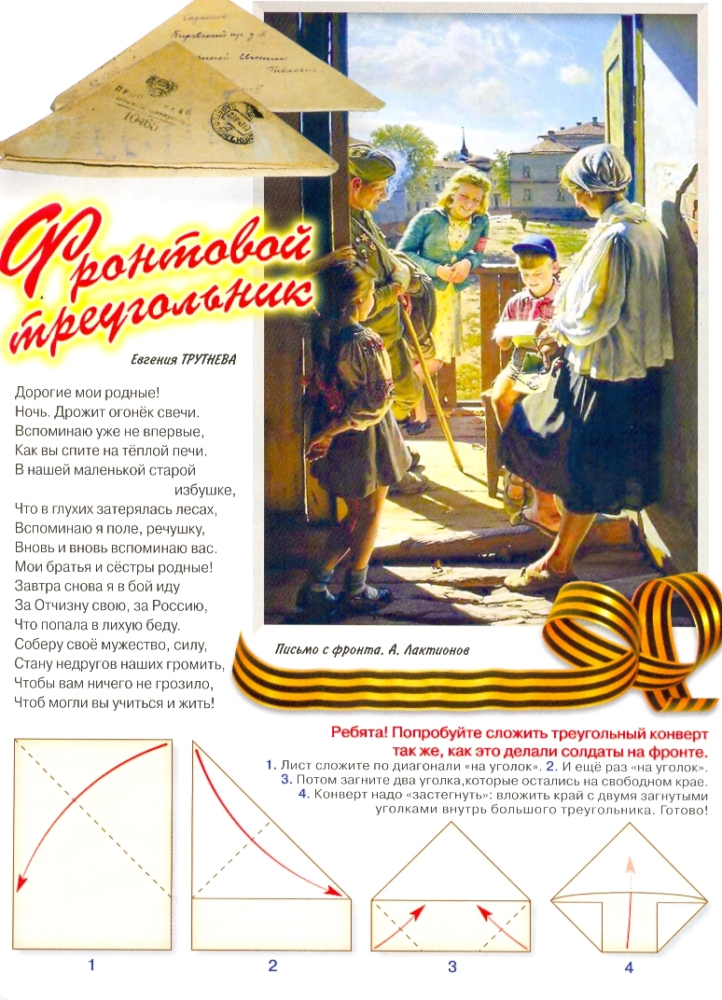 10465
Фронтовой
треугольник
Евгения ТРУТНЕВА
Дорогие мои родные!
Ночь. Дрожит огонёк свечи.
Вспоминаю уже не впервые,
Как вы спите на тёплой печи.
В нашей маленькой старой
избушке,
Что в глухих затерялась лесах,
Вспоминаю я поле, речушку,
Вновь и вновь вспоминаю вас.
Мои братья и сёстры родные!
Завтра снова я в бой иду
За Отчизну свою, за Россию,
Что попала в лихую беду.
Соберу своё мужество, силу,
Стану недругов наших громить,
Чтобы вам ничего не грозило,
Чтоб могли вы учиться и жить!
Письмо с фронта. А. Лактионов
Ребята! Попробуйте сложить треугольный конверт
так же, как это делали солдаты на фронте.
1. Лист сложите по диагонали «на уголок». 2. И ещё раз «на уголок».
3. Потом загните два уголка,которые остались на свободном крае.
4. Конверт надо «застегнуть»: вложить край с двумя загнутыми
уголками внутрь большого треугольника. Готово!
1
2
3
4